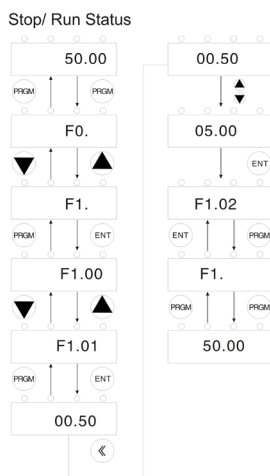 Stop/ Run Status
50.00
PRGM PRGM
F0.
F1.
PRGM ENT
F1.00
F1.01
PRGM ENT
00.50
00.50
05.00
ENT
F1.02
ENT PRGM
F1.
PRGM PRGM
50.00